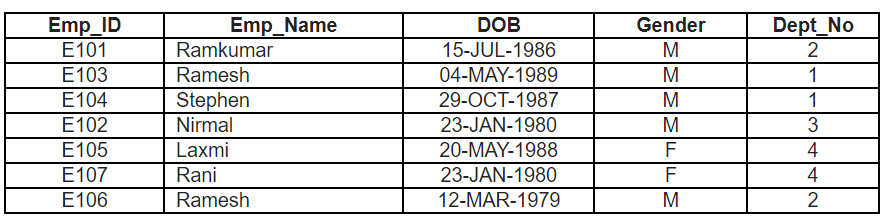 Emp_ID Emp_Name DOB Gender Dept_No
E101 Ramkumar 15-JUL-1986 M 2
E103 Ramesh 04-MAY-1989 M 1
E104 Stephen 29-OCT-1987 M 1
E102 Nirmal 23-JAN-1980 M 3
E105 Laxmi 20-MAY-1988 F 4
E107 Rani 23-JAN-1980 F 4
E106 Ramesh 12-MAR-1979 M 2